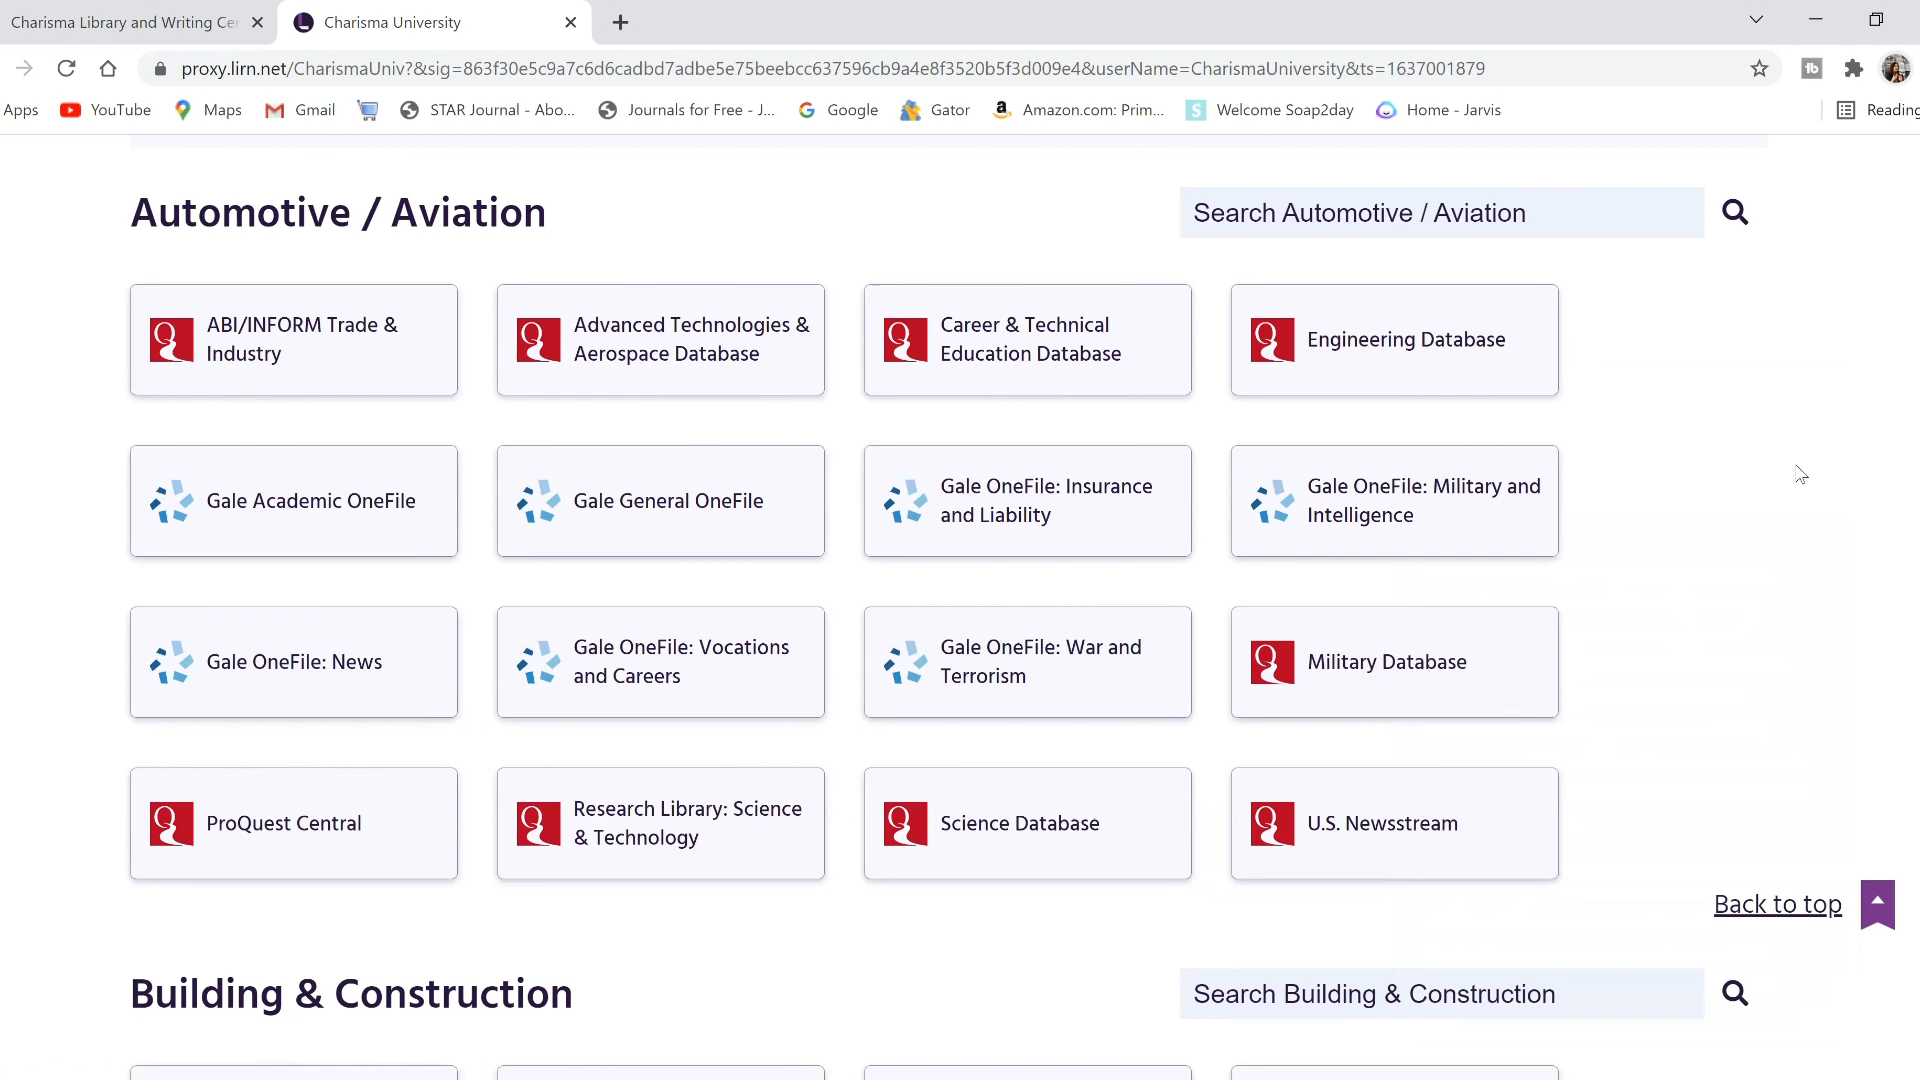 Charisma Library and Writing Cer
Charisma University
proxy.lirn.net/CharismaUniv?&sig=863f30e5c9a7c6d6cadbd7adbe5e75beebcc637596cb9a4e8f3520b5f3d009e4&userName=CharismaUniversity&ts=1637001879
Apps YouTube Maps Gmail STAR Journal - Abo... Journals for Free - J... Google Gator Amazon.com: Prim... Welcome Soap2day Home - Jarvis Reading
Automotive / Aviation
Search Automotive / Aviation
ABI/INFORM Trade &
Industry
Advanced Technologies &
Aerospace Database
Career & Technical
Education Database
Engineering Database
Gale Academic OneFile
Gale General OneFile
Gale OneFile: Insurance
and Liability
Gale OneFile: Military and
Intelligence
Gale OneFile: News
Gale OneFile: Vocations
and Careers
Gale OneFile: War and
Terrorism
Military Database
ProQuest Central
Research Library: Science
& Technology
Science Database
U.S. Newsstream
Back to top
Building & Construction
Search Building & Construction